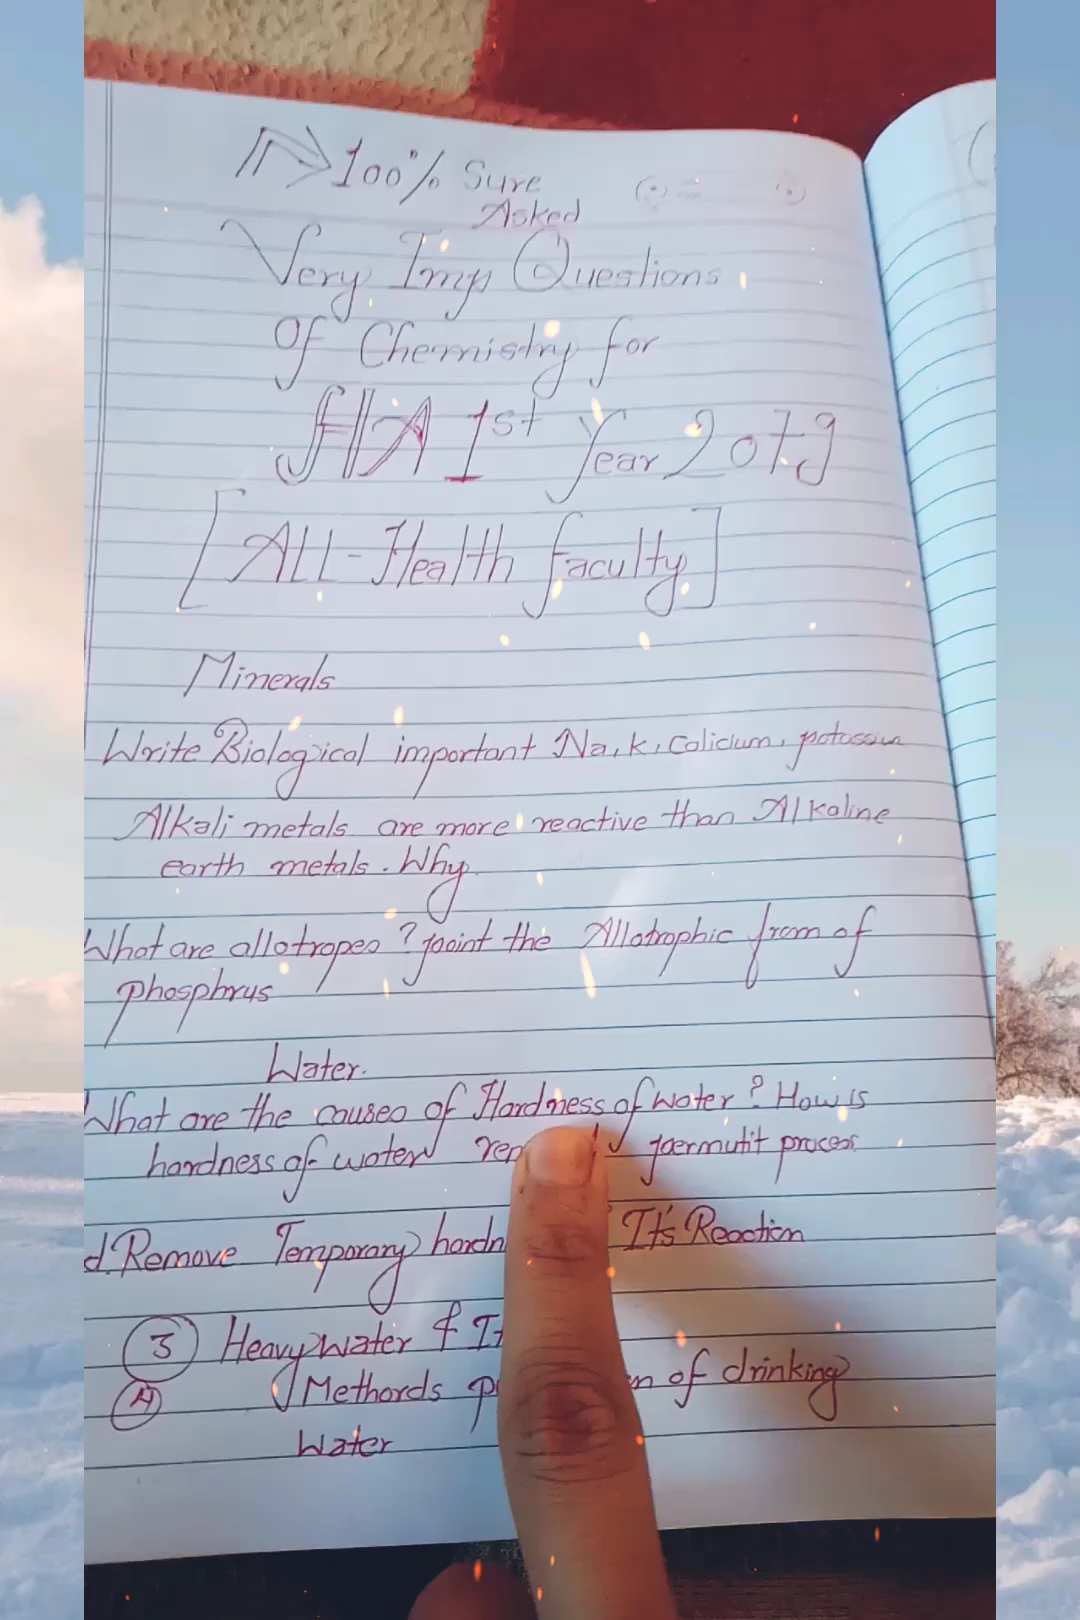 100% Sure
Asked
Very Imp Questions
Of Chemistry for
HA 1st Year 2079
[ALL-Health faculty]
Minerals
Write Biological important Na, K, Calicium, potassium
Alkali metals are more reactive than Alkaline
earth metals. Why
What are allotropes? point the Allotrophic from of
phosphrus
Water.
What are the causes of Hardness of water? How is
hardness of water permutit process
d. Remove Temporary It's Reaction
3 Heavy water &
4 Methords of drinking
Water